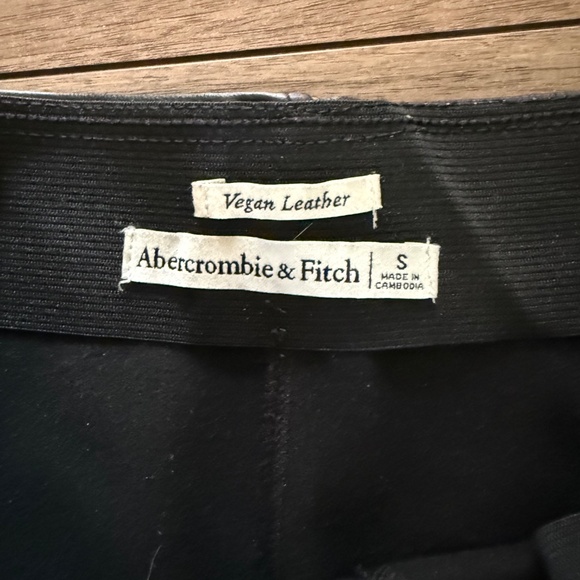 Vegan Leather
Abercrombie & Fitch
S
MADE IN
CAMBODIA